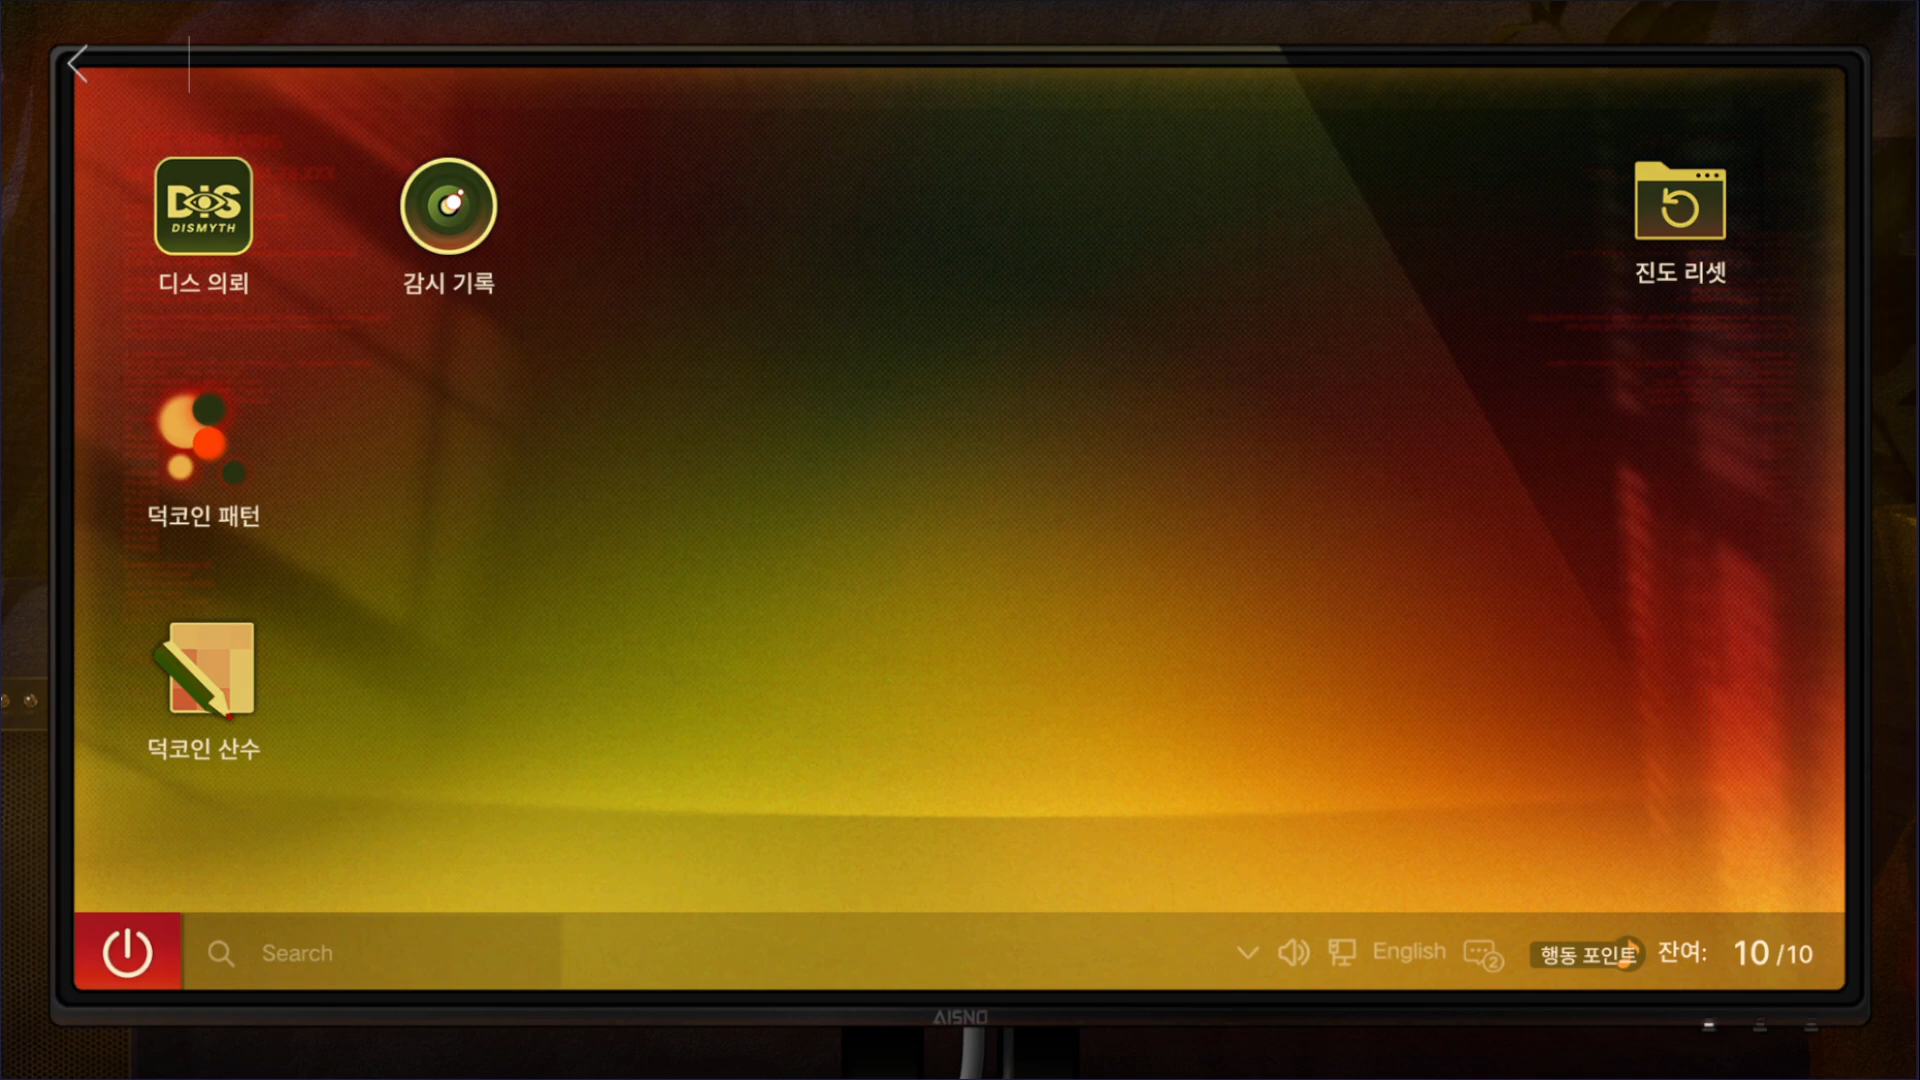 DIS
DISMYTH
디스 의뢰
감시 기록
진도 리셋
덕코인 패턴
덕코인 산수
Search
English
2
행동 포인트
잔여: 10/10
AISNO